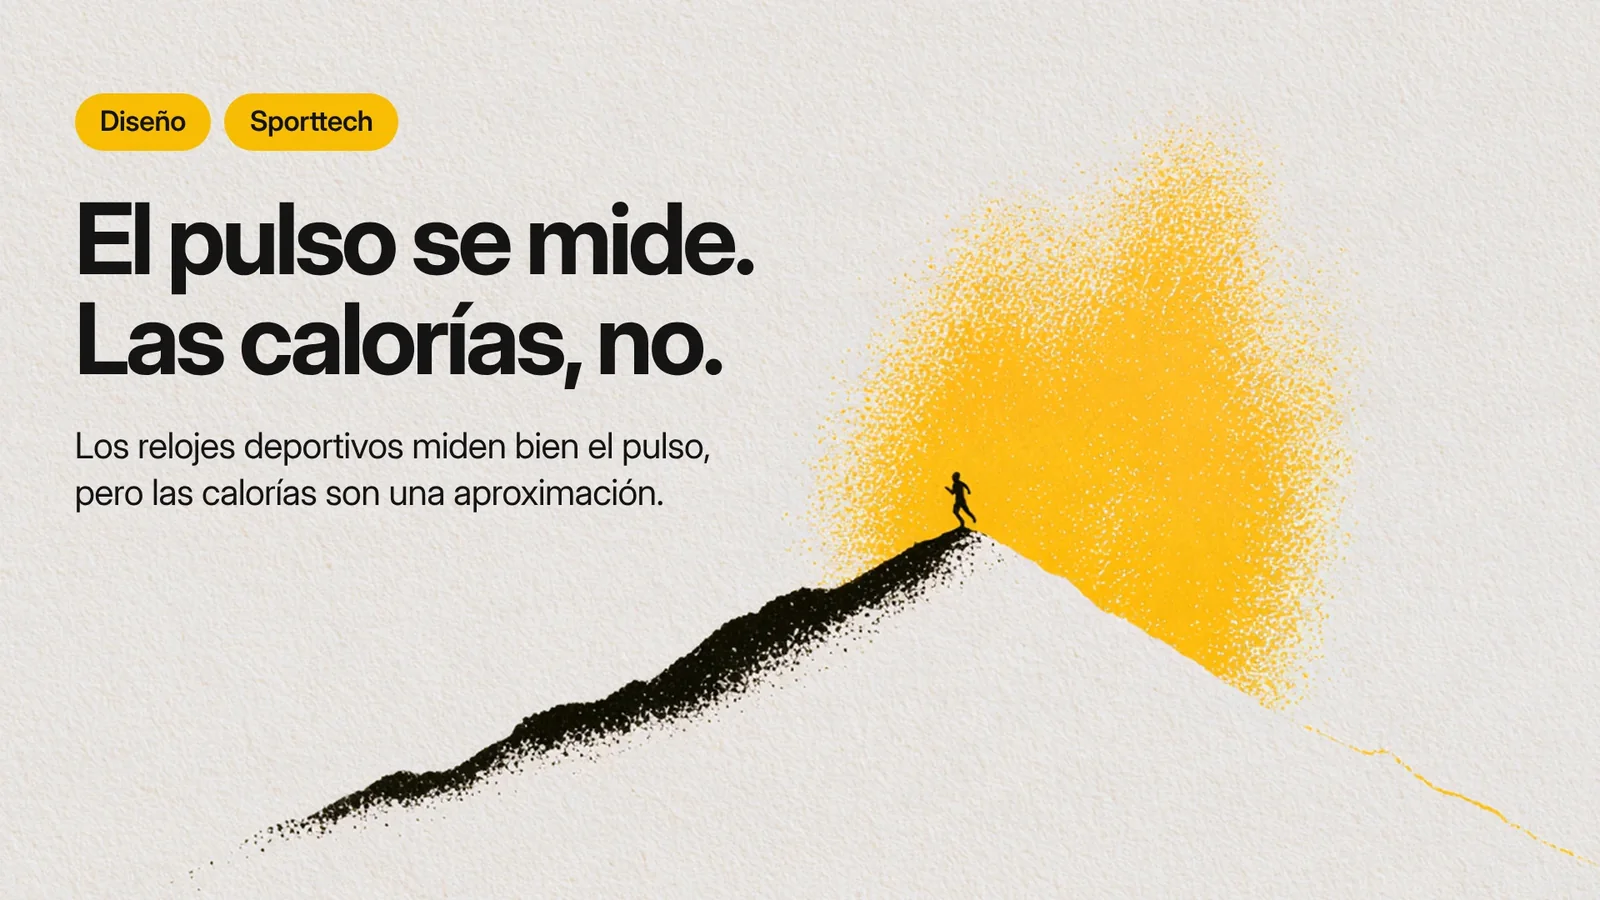 Diseño
Sporttech
El pulso se mide.
Las calorías, no.
Los relojes deportivos miden bien el pulso,
pero las calorías son una aproximación.